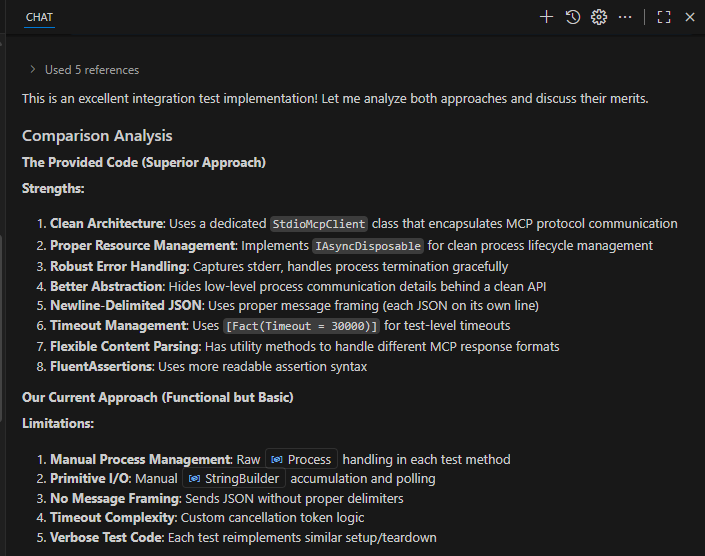 CHAT
Used 5 references
This is an excellent integration test implementation! Let me analyze both approaches and discuss their merits.
Comparison Analysis
The Provided Code (Superior Approach)
Strengths:
1. Clean Architecture: Uses a dedicated StdioMcpClient class that encapsulates MCP protocol communication
2. Proper Resource Management: Implements IAsyncDisposable for clean process lifecycle management
3. Robust Error Handling: Captures stderr, handles process termination gracefully
4. Better Abstraction: Hides low-level process communication details behind a clean API
5. Newline-Delimited JSON: Uses proper message framing (each JSON on its own line)
6. Timeout Management: Uses [Fact(Timeout = 30000)] for test-level timeouts
7. Flexible Content Parsing: Has utility methods to handle different MCP response formats
8. FluentAssertions: Uses more readable assertion syntax
Our Current Approach (Functional but Basic)
Limitations:
1. Manual Process Management: Raw Process handling in each test method
2. Primitive I/O: Manual StringBuilder accumulation and polling
3. No Message Framing: Sends JSON without proper delimiters
4. Timeout Complexity: Custom cancellation token logic
5. Verbose Test Code: Each test reimplements similar setup/teardown